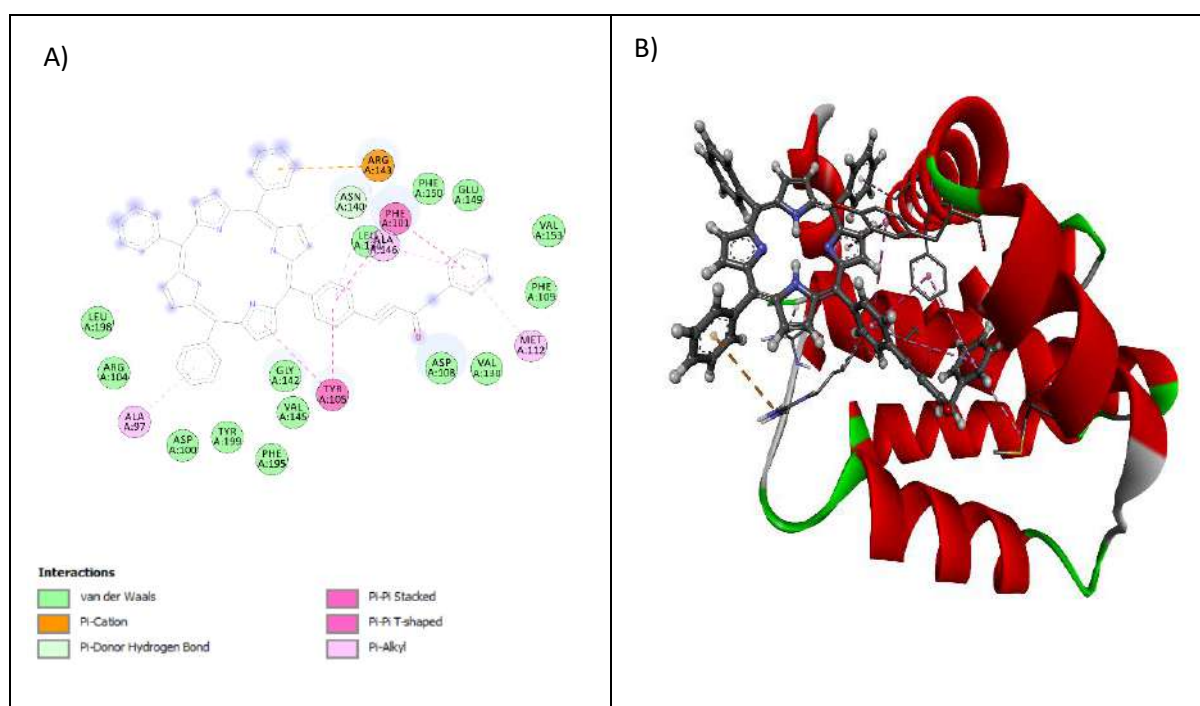 A)
B)
ARG
A:143
ASN
A:140
PHE
A:150
GLU
A:149
PHE
A:101
LEU
ALA
A:146
VAL
A:153
PHE
A:109
MET
A:112
VAL
A:130
ASP
A:108
LEU
A:198
ARG
A:104
GLY
A:142
TYR
A:105
VAL
A:145
ALA
A:97
ASP
A:100
TYR
A:199
PHE
A:195
Interactions
van der Waals
Pi-Cation
Pi-Donor Hydrogen Bond
Pi-Pi Stacked
Pi-Pi T-shaped
Pi-Alkyl